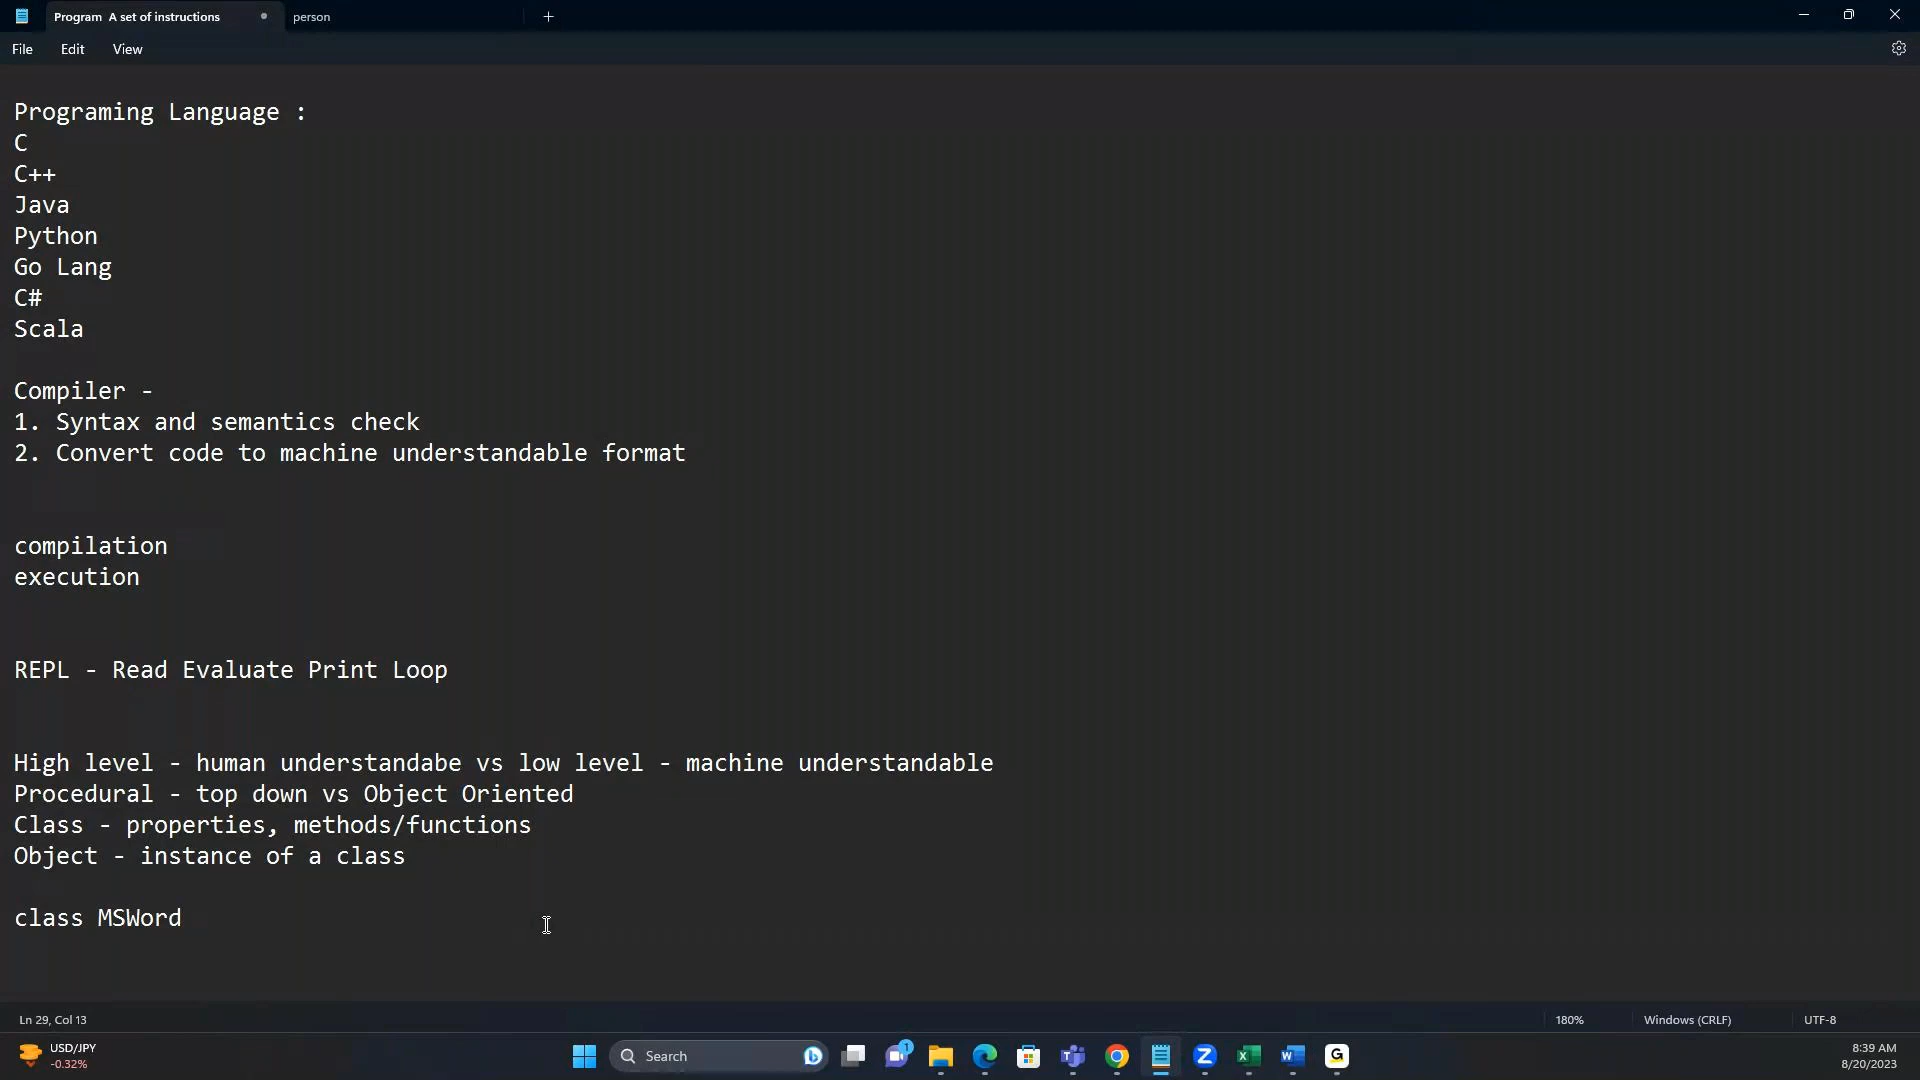 Program  A set of instructions
person
File
Edit
View
Programing Language :
C
C++
Java
Python
Go Lang
C#
Scala
Compiler -
1. Syntax and semantics check
2. Convert code to machine understandable format
compilation
execution
REPL - Read Evaluate Print Loop
High level - human understandabe vs low level - machine understandable
Procedural - top down vs Object Oriented
Class - properties, methods/functions
Object - instance of a class
class MSWord
Ln 29, Col 13
180%
Windows (CRLF)
UTF-8
USD/JPY
-0.32%
Search
1
8:39 AM
8/20/2023